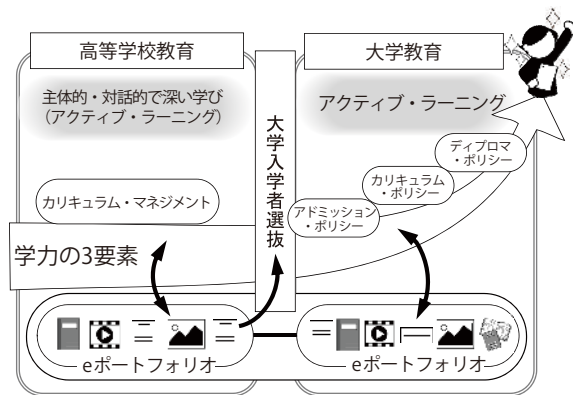 高等学校教育
主体的・対話的で深い学び
（アクティブ・ラーニング）
カリキュラム・マネジメント
学力の3要素
eポートフォリオ
大学入学者選抜
大学教育
アクティブ・ラーニング
ディプロマ
・ポリシー
カリキュラム
・ポリシー
アドミッション
・ポリシー
eポートフォリオ